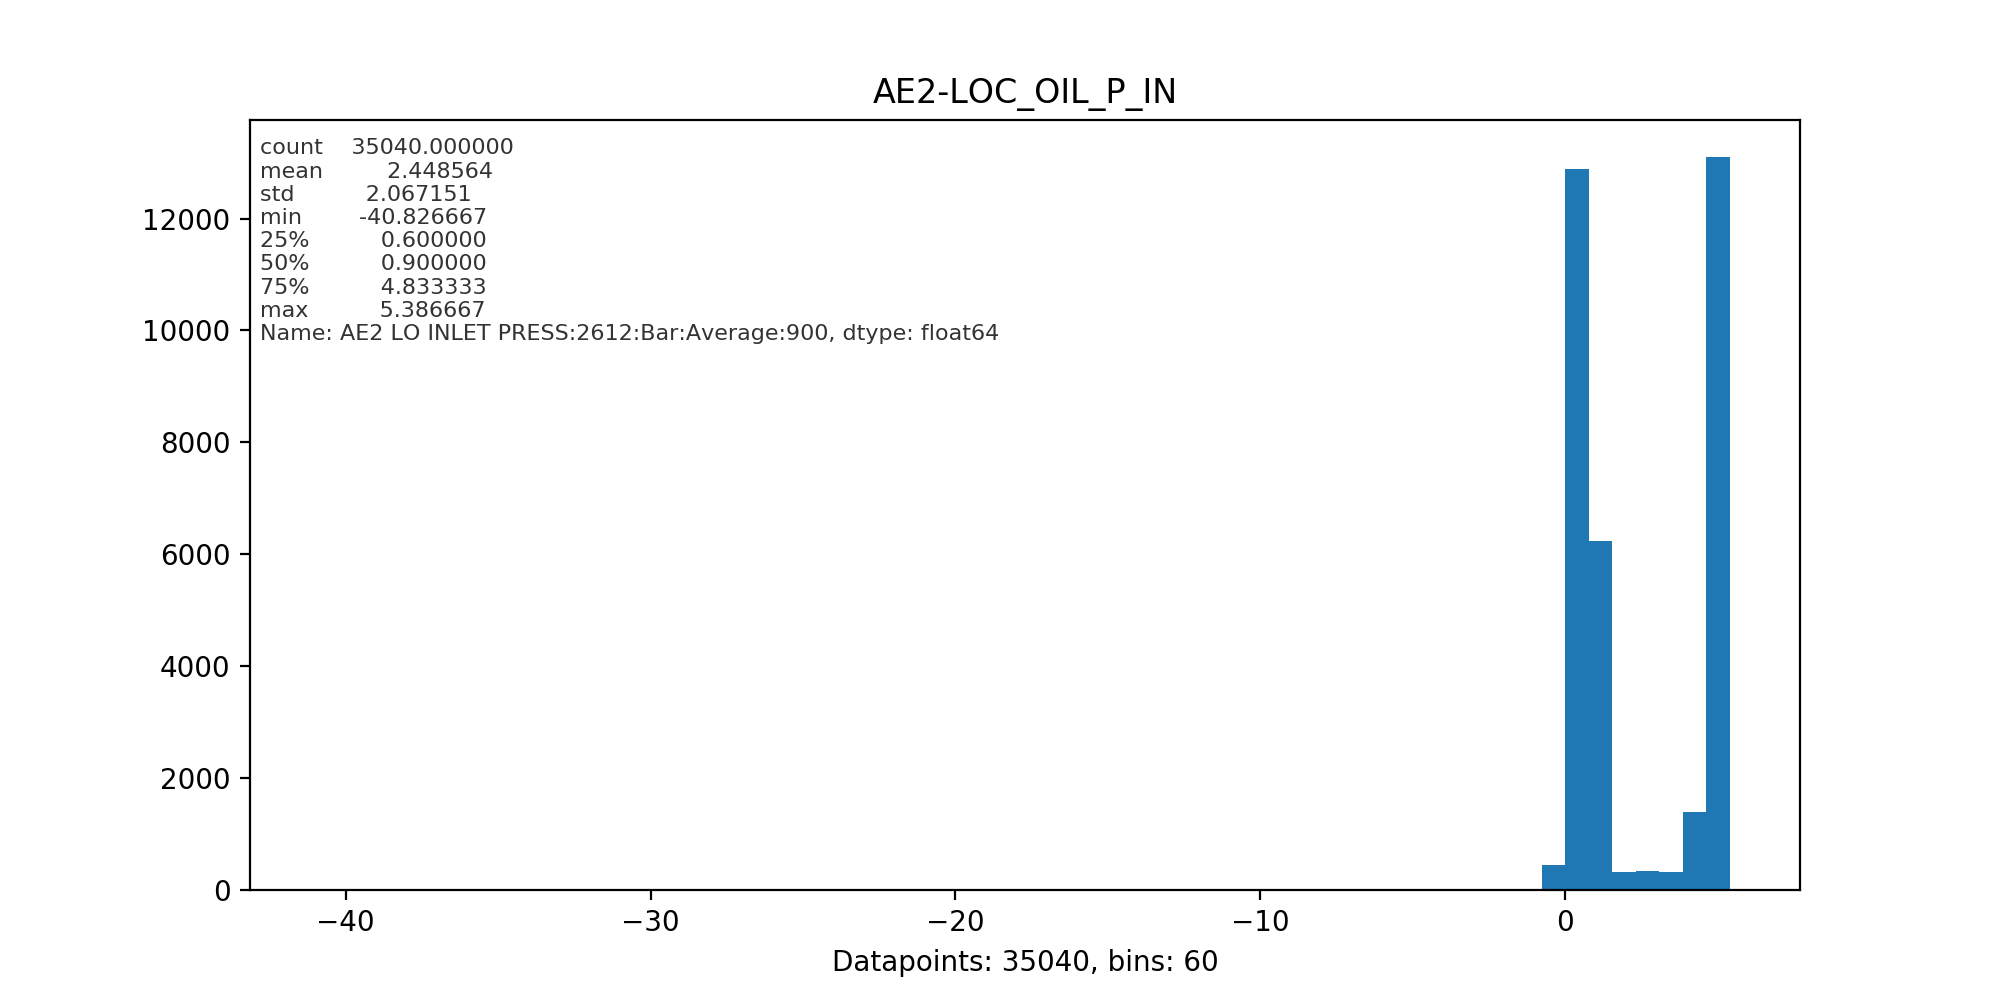 AE2-LOC_OIL_P_IN
count 35040.000000
mean 2.448564
std 2.067151
min -40.826667
25% 0.600000
50% 0.900000
75% 4.833333
max 5.386667
Name: AE2 LO INLET PRESS:2612:Bar:Average:900, dtype: float64
12000
10000
8000
6000
4000
2000
0
−40 −30 −20 −10 0
Datapoints: 35040, bins: 60